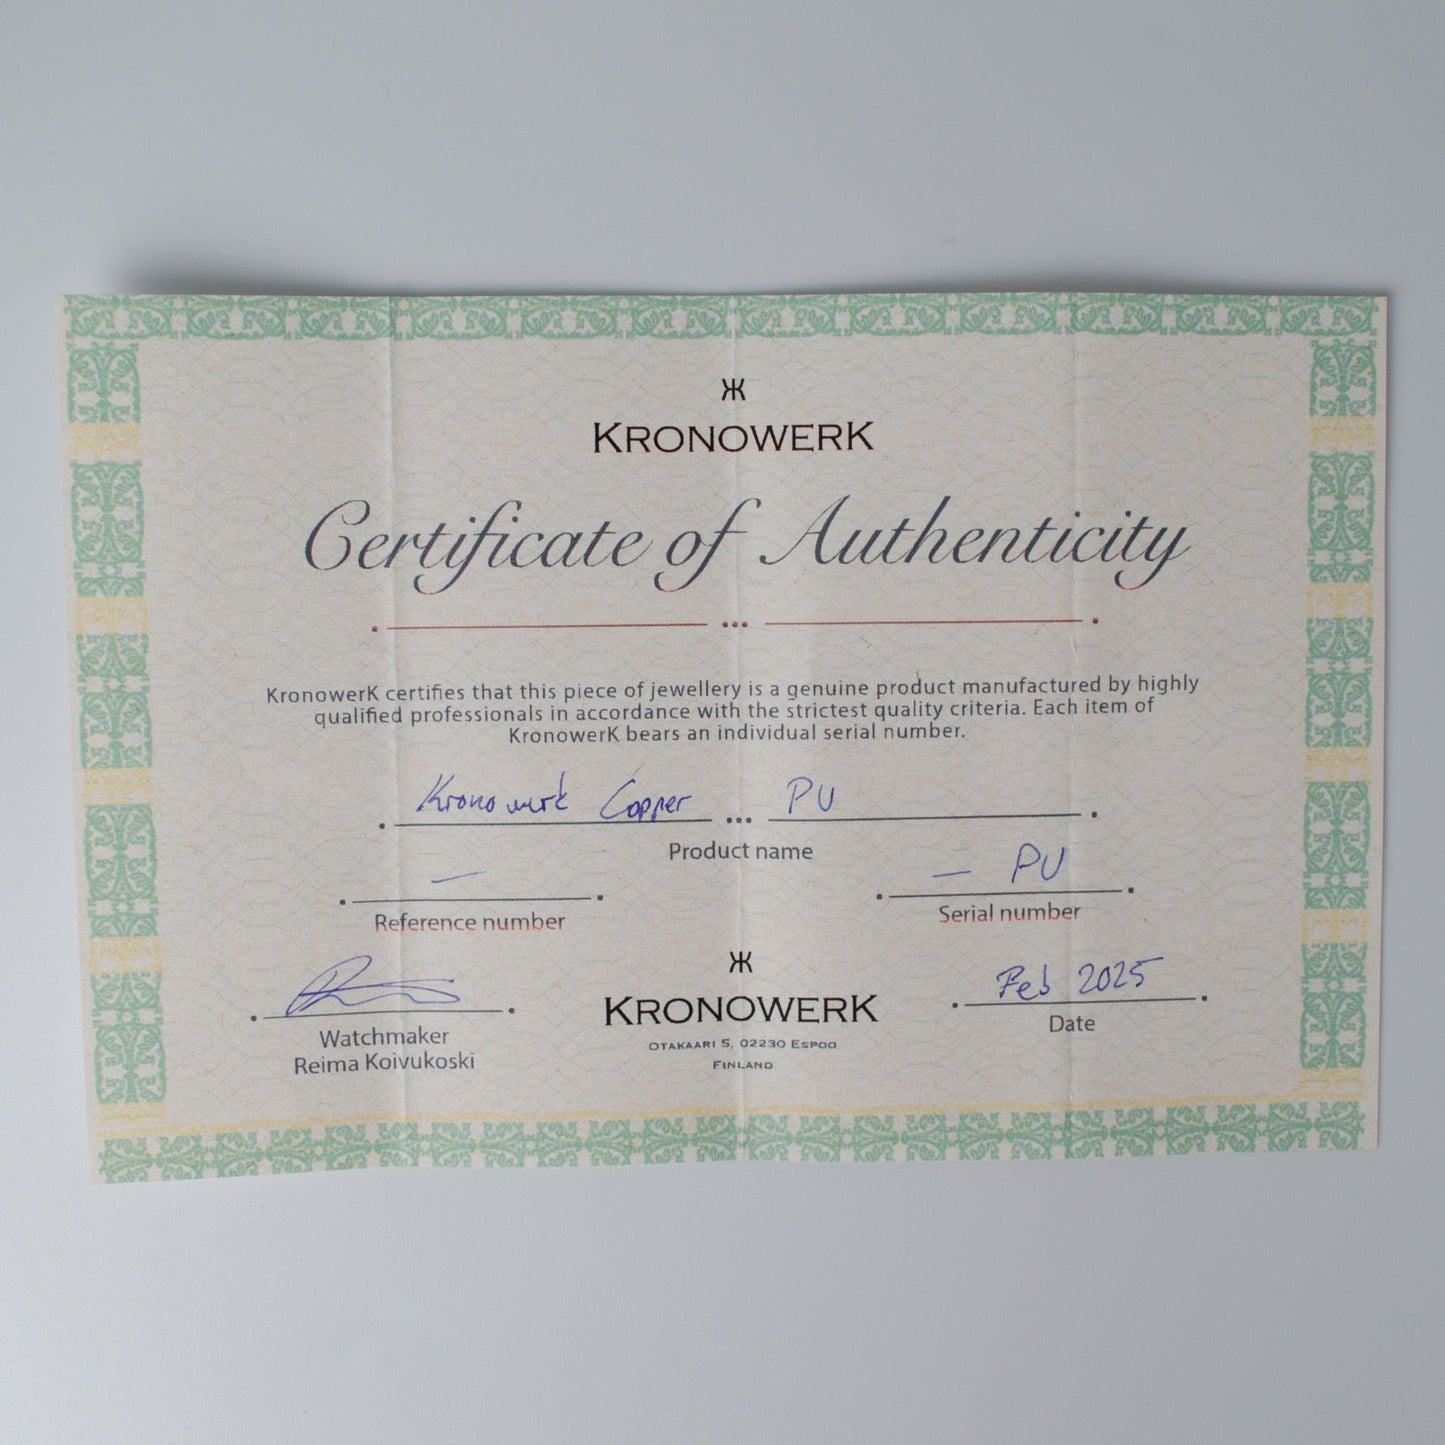 KRONOWERK
Certificate of Authenticity
KronowerK certifies that this piece of jewellery is a genuine product manufactured by highly
qualified professionals in accordance with the strictest quality criteria. Each item of
KronowerK bears an individual serial number.
Kronowerk Copper ... PU
Product name
— — PU
Reference number Serial number
Feb 2025
Watchmaker KRONOWERK Date
Reima Koivukoski OTAKAARI 5, 02230 ESPOO
FINLAND